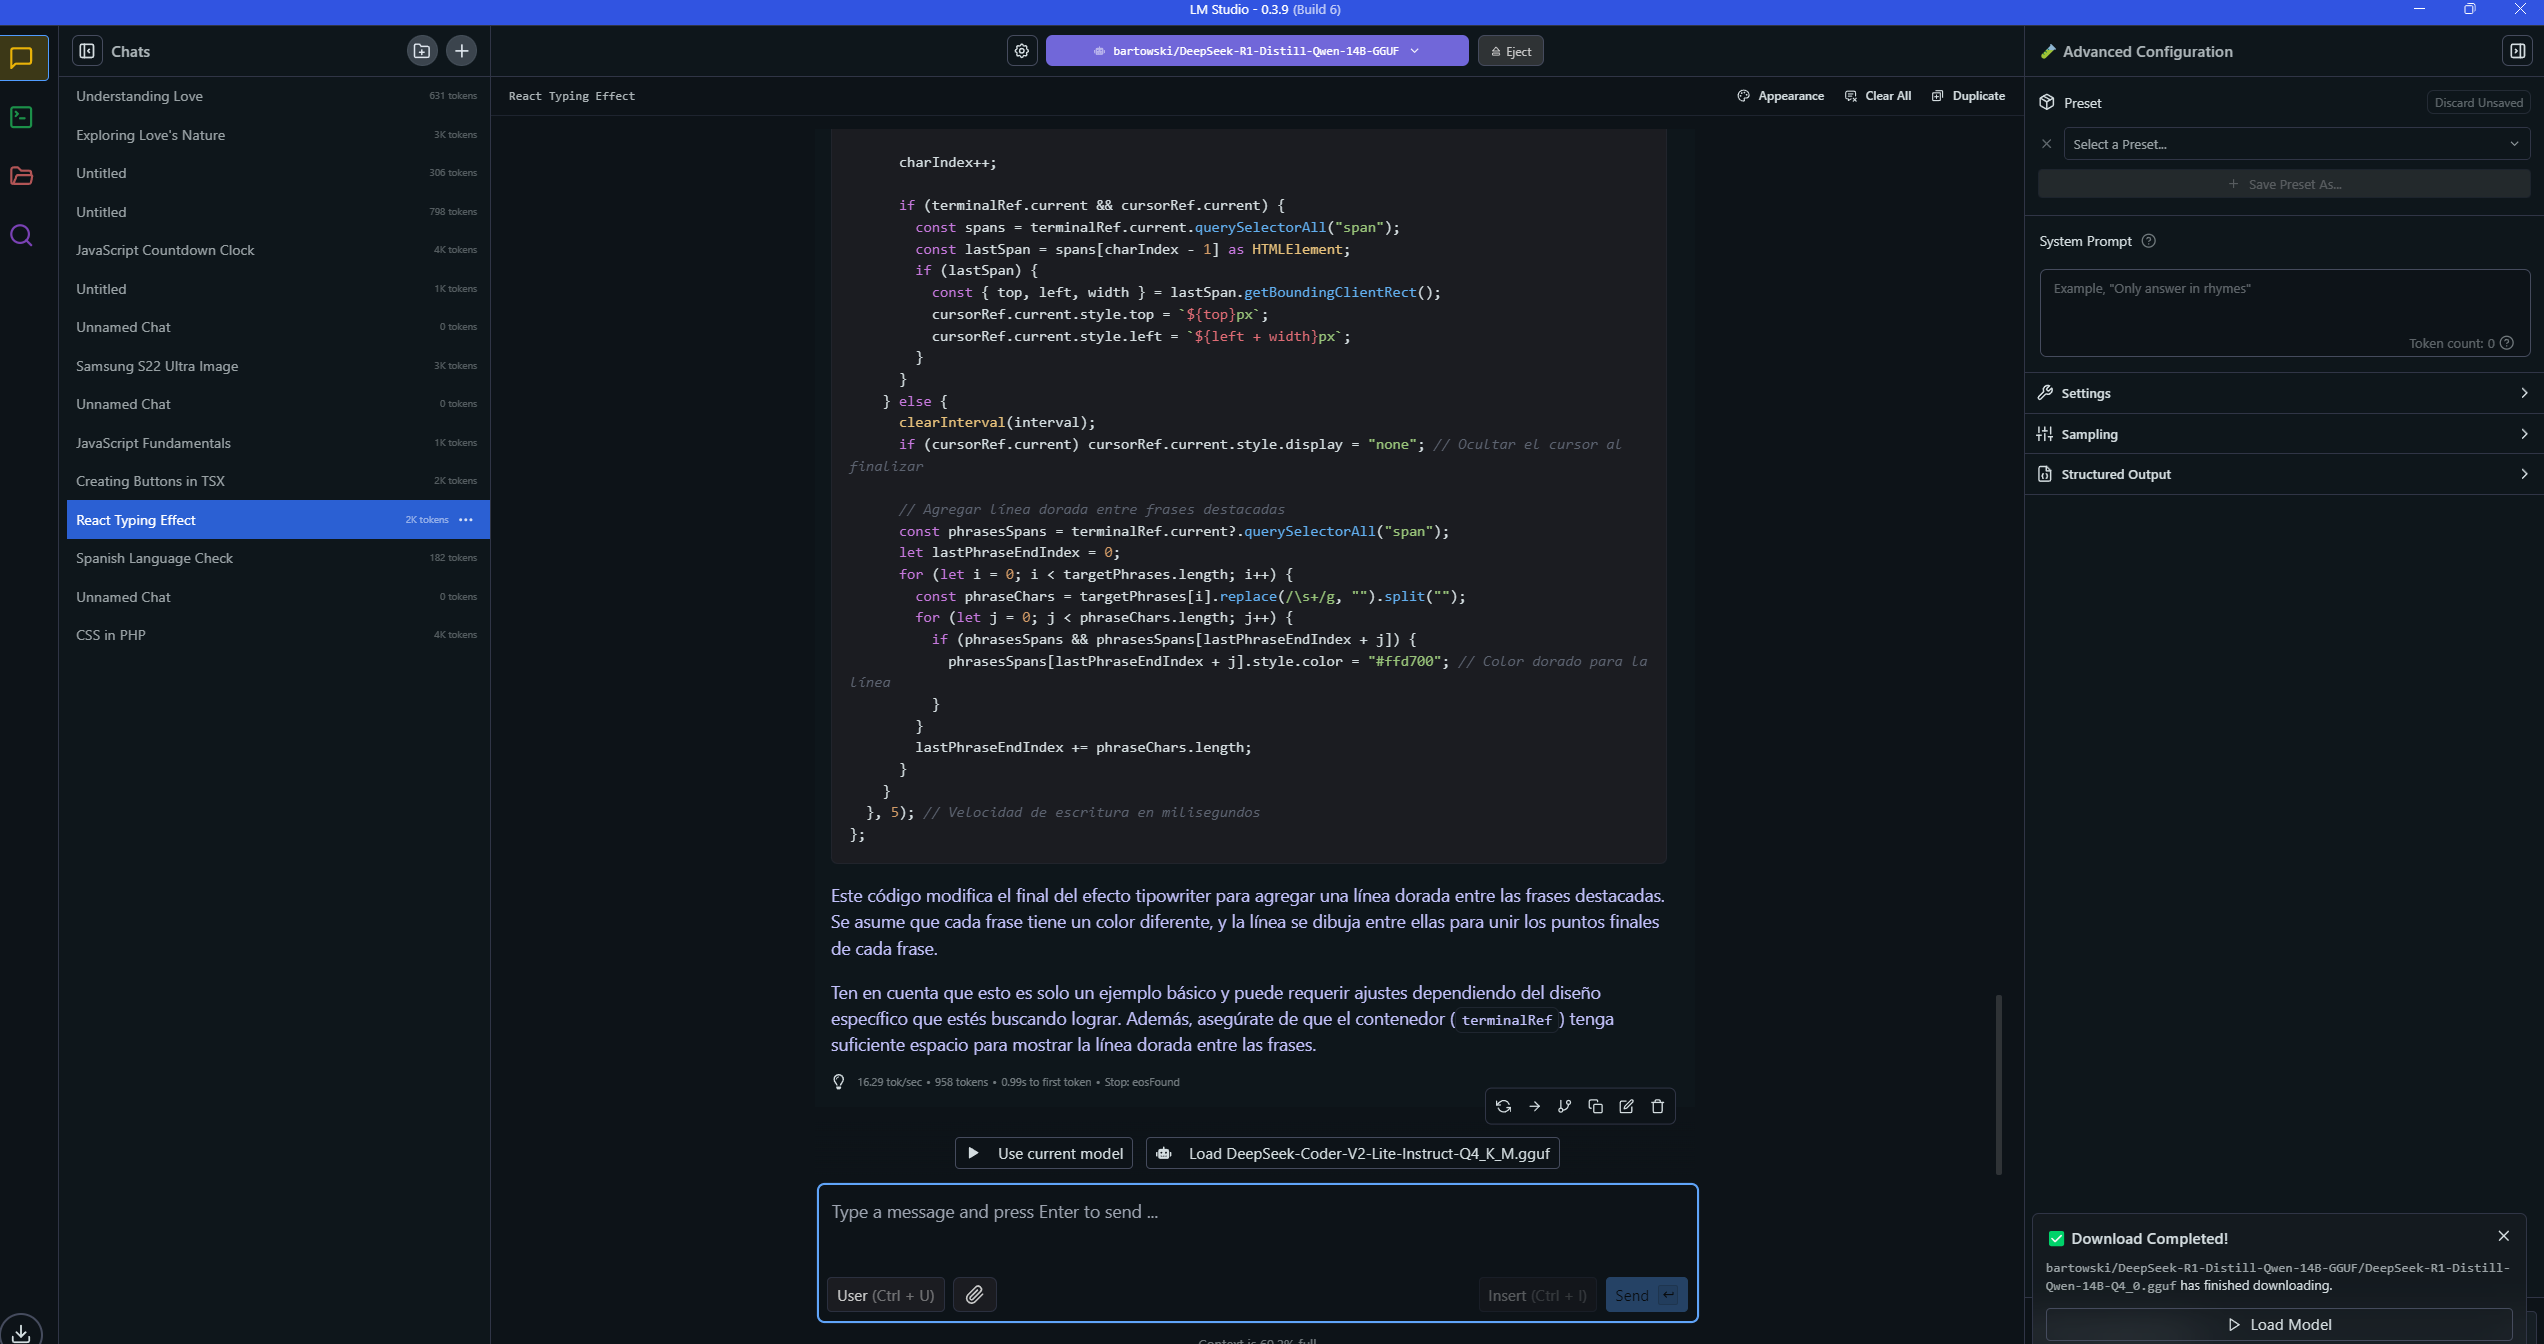 LM Studio - 0.3.9 (Build 6)
Chats
bartowski/DeepSeek-R1-Distill-Qwen-14B-GGUF
Eject
Advanced Configuration
Understanding Love 631 tokens
Exploring Love's Nature 3K tokens
Untitled 306 tokens
Untitled 798 tokens
JavaScript Countdown Clock 4K tokens
Untitled 1K tokens
Unnamed Chat 0 tokens
Samsung S22 Ultra Image 3K tokens
Unnamed Chat 0 tokens
JavaScript Fundamentals 1K tokens
Creating Buttons in TSX 2K tokens
React Typing Effect 2K tokens
Spanish Language Check 182 tokens
Unnamed Chat 0 tokens
CSS in PHP 4K tokens
React Typing Effect
Appearance
Clear All
Duplicate
charIndex++;
if (terminalRef.current && cursorRef.current) {
const spans = terminalRef.current.querySelectorAll("span");
const lastSpan = spans[charIndex - 1] as HTMLElement;
if (lastSpan) {
const { top, left, width } = lastSpan.getBoundingClientRect();
cursorRef.current.style.top = `${top}px`;
cursorRef.current.style.left = `${left + width}px`;
}
}
} else {
clearInterval(interval);
if (cursorRef.current) cursorRef.current.style.display = "none"; // Ocultar el cursor al
finalizar
// Agregar línea dorada entre frases destacadas
const phrasesSpans = terminalRef.current?.querySelectorAll("span");
let lastPhraseEndIndex = 0;
for (let i = 0; i < targetPhrases.length; i++) {
const phraseChars = targetPhrases[i].replace(/\s+/g, "").split("");
for (let j = 0; j < phraseChars.length; j++) {
if (phrasesSpans && phrasesSpans[lastPhraseEndIndex + j]) {
phrasesSpans[lastPhraseEndIndex + j].style.color = "#ffd700"; // Color dorado para la
línea
}
}
lastPhraseEndIndex += phraseChars.length;
}
}
}, 5); // Velocidad de escritura en milisegundos
};
Este código modifica el final del efecto tipowriter para agregar una línea dorada entre las frases destacadas.
Se asume que cada frase tiene un color diferente, y la línea se dibuja entre ellas para unir los puntos finales
de cada frase.
Ten en cuenta que esto es solo un ejemplo básico y puede requerir ajustes dependiendo del diseño
específico que estés buscando lograr. Además, asegúrate de que el contenedor ( terminalRef ) tenga
suficiente espacio para mostrar la línea dorada entre las frases.
16.29 tok/sec • 958 tokens • 0.99s to first token • Stop: eosFound
Use current model
Load DeepSeek-Coder-V2-Lite-Instruct-Q4_K_M.gguf
Type a message and press Enter to send ...
User (Ctrl + U)
Insert (Ctrl + I)
Send
Context is 60.2% full
Preset
Discard Unsaved
Select a Preset...
+ Save Preset As...
System Prompt
Example, "Only answer in rhymes"
Token count: 0
Settings
Sampling
Structured Output
Download Completed!
bartowski/DeepSeek-R1-Distill-Qwen-14B-GGUF/DeepSeek-R1-Distill-
Qwen-14B-Q4_0.gguf has finished downloading.
Load Model